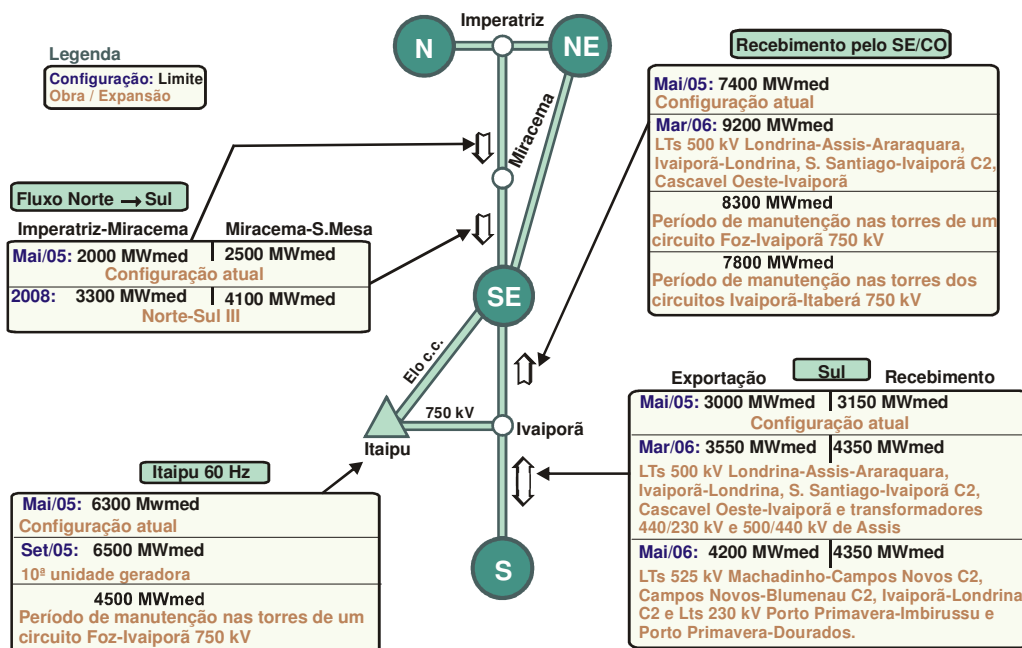 Imperatriz
N
NE
Legenda
Configuração: Limite
Obra / Expansão
Miracema
Recebimento pelo SE/CO
Mai/05: 7400 MWmed
Configuração atual
Mar/06: 9200 MWmed
LTs 500 kV Londrina-Assis-Araraquara,
Ivaiporã-Londrina, S. Santiago-Ivaiporã C2,
Cascavel Oeste-Ivaiporã
8300 MWmed
Período de manutenção nas torres de um
circuito Foz-Ivaiporã 750 kV
7800 MWmed
Período de manutenção nas torres dos
circuitos Ivaiporã-Itaberá 750 kV
Fluxo Norte → Sul
Imperatriz-Miracema Miracema-S.Mesa
Mai/05: 2000 MWmed 2500 MWmed
Configuração atual
2008: 3300 MWmed 4100 MWmed
Norte-Sul III
SE
Elo c.c.
750 kV
Itaipu
Ivaiporã
S
Itaipu 60 Hz
Mai/05: 6300 Mwmed
Configuração atual
Set/05: 6500 MWmed
10ª unidade geradora
4500 MWmed
Período de manutenção nas torres de um
circuito Foz-Ivaiporã 750 kV
Exportação Sul Recebimento
Mai/05: 3000 MWmed 3150 MWmed
Configuração atual
Mar/06: 3550 MWmed 4350 MWmed
LTs 500 kV Londrina-Assis-Araraquara,
Ivaiporã-Londrina, S. Santiago-Ivaiporã C2,
Cascavel Oeste-Ivaiporã e transformadores
440/230 kV e 500/440 kV de Assis
Mai/06: 4200 MWmed 4350 MWmed
LTs 525 kV Machadinho-Campos Novos C2,
Campos Novos-Blumenau C2, Ivaiporã-Londrina
C2 e Lts 230 kV Porto Primavera-Imbirussu e
Porto Primavera-Dourados.